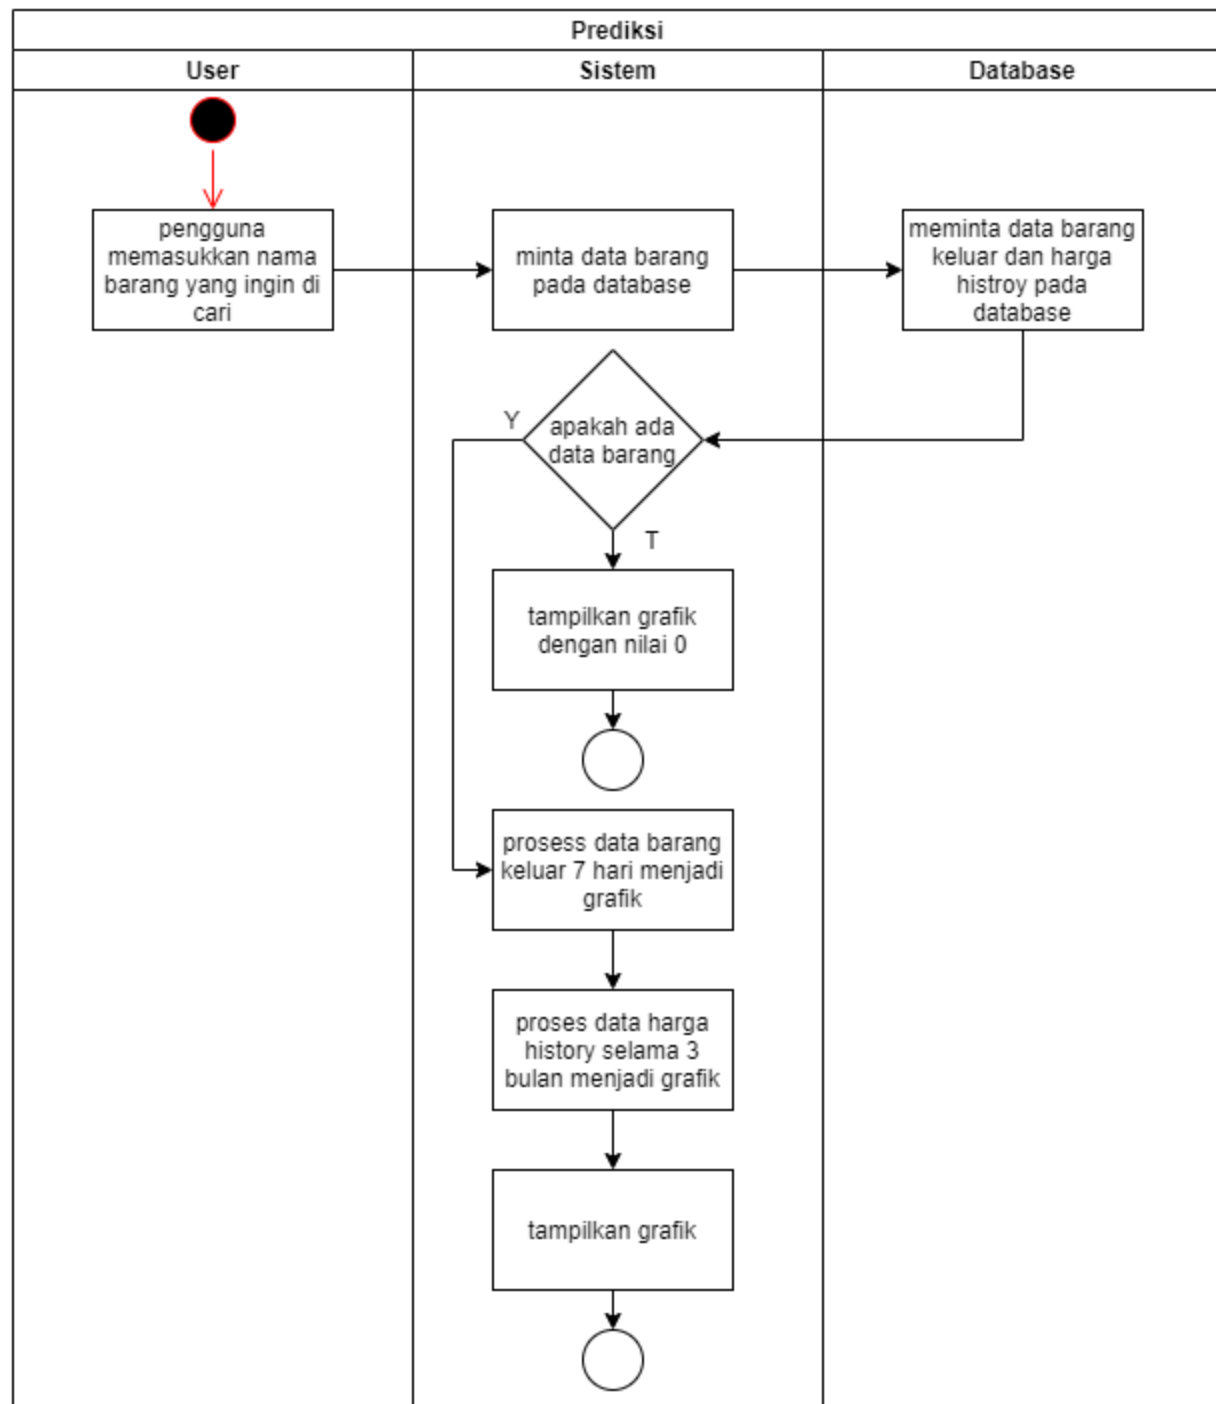 Prediksi
User
Sistem
Database
pengguna
memasukkan nama
barang yang ingin di
cari
minta data barang
pada database
meminta data barang
keluar dan harga
histroy pada
database
apakah ada
data barang
Y
T
tampilkan grafik
dengan nilai 0
prosess data barang
keluar 7 hari menjadi
grafik
proses data harga
history selama 3
bulan menjadi grafik
tampilkan grafik